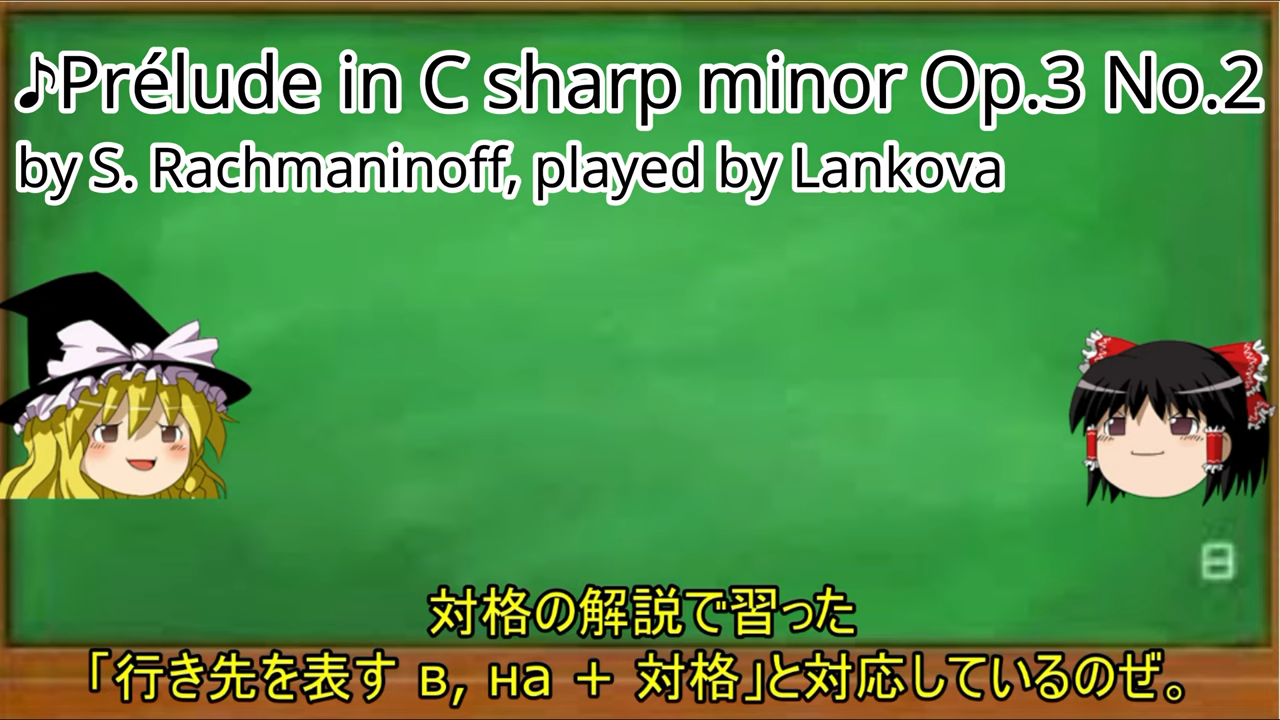 ♪Prélude in C sharp minor Op.3 No.2
by S. Rachmaninoff, played by Lankova
日
対格の解説で習った
「行き先を表す в, на + 対格」と対応しているのぜ。